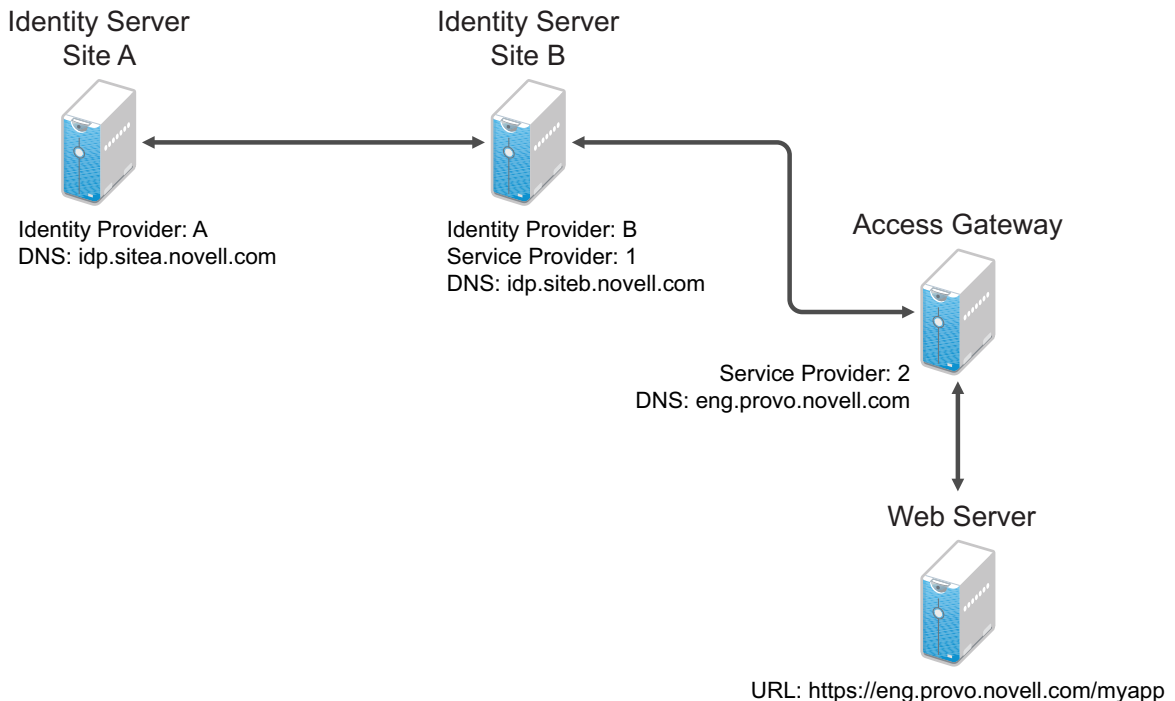 Identity Server
Site A
Identity Server
Site B
Identity Provider: A
DNS: idp.sitea.novell.com
Identity Provider: B
Service Provider: 1
DNS: idp.siteb.novell.com
Access Gateway
Service Provider: 2
DNS: eng.provo.novell.com
Web Server
URL: https://eng.provo.novell.com/myapp